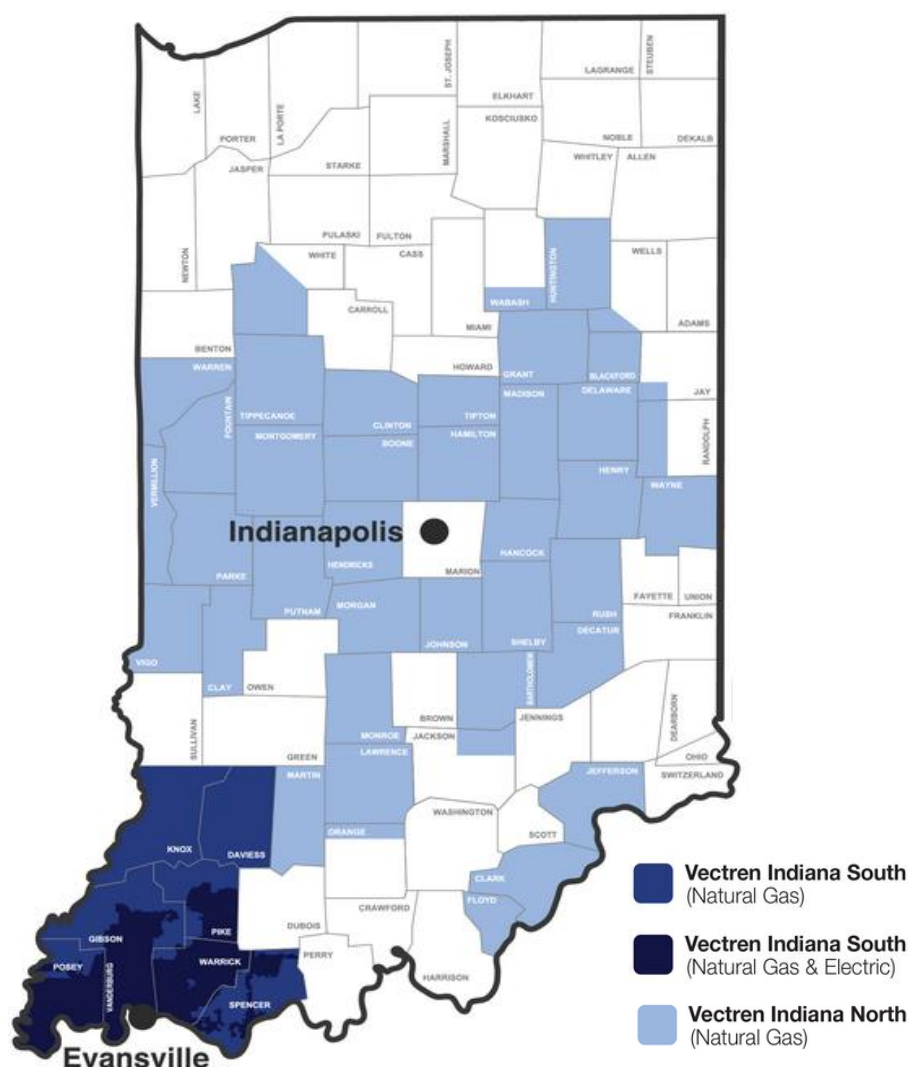 STEUBEN
ST. JOSEPH
LAGRANGE
LAKE
LA PORTE
ELKHART
KOSCIUSKO
PORTER
MARSHALL
NOBLE
DEKALB
JASPER
STARKE
WHITLEY
ALLEN
PULASKI
FULTON
NEWTON
WHITE
CASS
HUNTINGTON
WELLS
WABASH
CARROLL
MIAMI
ADAMS
BENTON
WARREN
HOWARD
GRANT
BLACKFORD
MADISON
DELAWARE
JAY
FOUNTAIN
TIPPECANOE
CLINTON
TIPTON
RANDOLPH
MONTGOMERY
BOONE
HAMILTON
VERMILLION
HENRY
WAYNE
Indianapolis
HANCOCK
HENDRICKS
MARION
PARKE
FAYETTE
UNION
PUTNAM
MORGAN
RUSH
FRANKLIN
JOHNSON
SHELBY
DECATUR
VIGO
CLAY
OWEN
BARTHOLOMEW
BROWN
JENNINGS
DEARBORN
SULLIVAN
MONROE
JACKSON
LAWRENCE
GREEN
OHIO
MARTIN
JEFFERSON
SWITZERLAND
WASHINGTON
ORANGE
SCOTT
KNOX
DAVIESS
CLARK
FLOYD
CRAWFORD
PIKE
DUBOIS
GIBSON
PERRY
POSEY
VANDERBURG
WARRICK
HARRISON
SPENCER
Evansville
Vectren Indiana South
(Natural Gas)
Vectren Indiana South
(Natural Gas & Electric)
Vectren Indiana North
(Natural Gas)